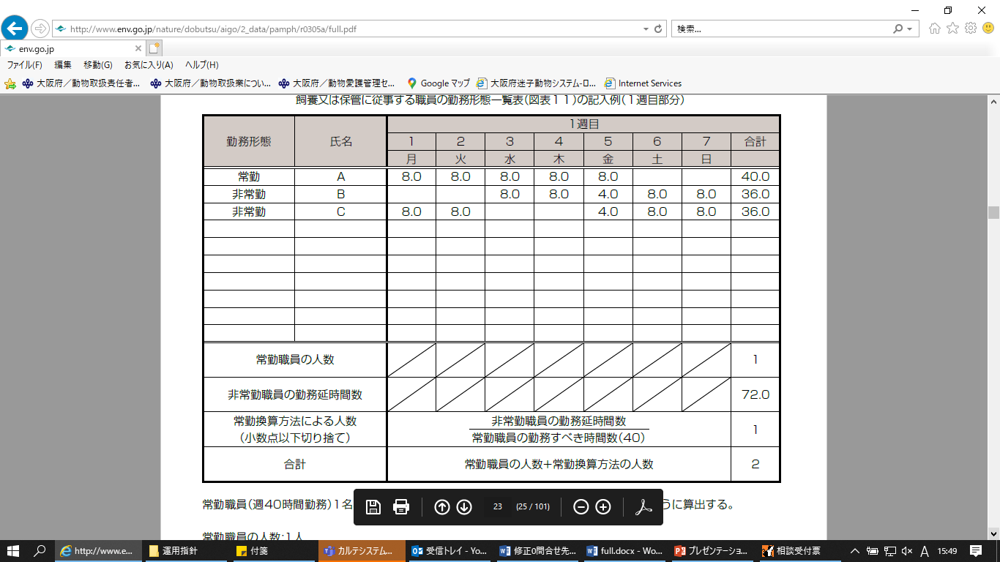 http://www.env.go.jp/nature/dobutsu/aigo/2_data/pamph/r0305a/full.pdf
検索...
env.go.jp
ファイル(F) 編集 移動(G) お気に入り(A) ヘルプ(H)
大阪府／動物取扱責任者... 大阪府／動物取扱業につい... 大阪府／動物愛護管理セ... Google マップ 大阪府迷子動物システム-ロ... Internet Services
飼養又は保管に従事する職員の勤務形態一覧表（図表１１）の記入例（１週目部分）
勤務形態 氏名 １週目
1 2 3 4 5 6 7 合計
月 火 水 木 金 土 日
常勤 A 8.0 8.0 8.0 8.0 8.0 40.0
非常勤 B 8.0 8.0 4.0 8.0 8.0 36.0
非常勤 C 8.0 8.0 4.0 8.0 8.0 36.0
常勤職員の人数 1
非常勤職員の勤務延時間数 72.0
常勤換算方法による人数
（小数点以下切り捨て）
非常勤職員の勤務延時間数
常勤職員の勤務すべき時間数（40）
1
合計 常勤職員の人数＋常勤換算方法の人数 2
常勤職員（週４０時間勤務）１名 うに算出する。
23 (25 / 101)
常勤職員の人数：１人
http://www.e... 運用指針 付箋 カルテシステム... 受信トレイ - Yo... 修正0問合せ先... full.docx - Wo... プレゼンテーショ... 相談受付票 A 15:49